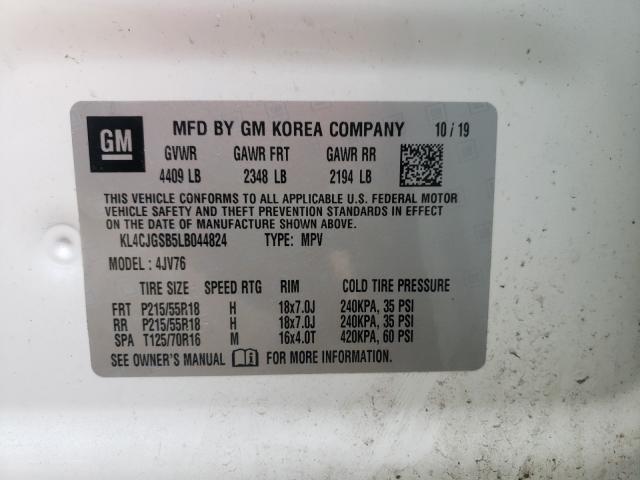 GM MFD BY GM KOREA COMPANY 10 / 19
GVWR GAWR FRT GAWR RR
4409 LB 2348 LB 2194 LB
THIS VEHICLE CONFORMS TO ALL APPLICABLE U.S. FEDERAL MOTOR
VEHICLE SAFETY AND THEFT PREVENTION STANDARDS IN EFFECT
ON THE DATE OF MANUFACTURE SHOWN ABOVE.
KL4CJGSB5LB044824 TYPE: MPV
MODEL : 4JV76
TIRE SIZE SPEED RTG RIM COLD TIRE PRESSURE
FRT P215/55R18 H 18x7.0J 240KPA, 35 PSI
RR P215/55R18 H 18x7.0J 240KPA, 35 PSI
SPA T125/70R16 M 16x4.0T 420KPA, 60 PSI
SEE OWNER'S MANUAL FOR MORE INFORMATION.